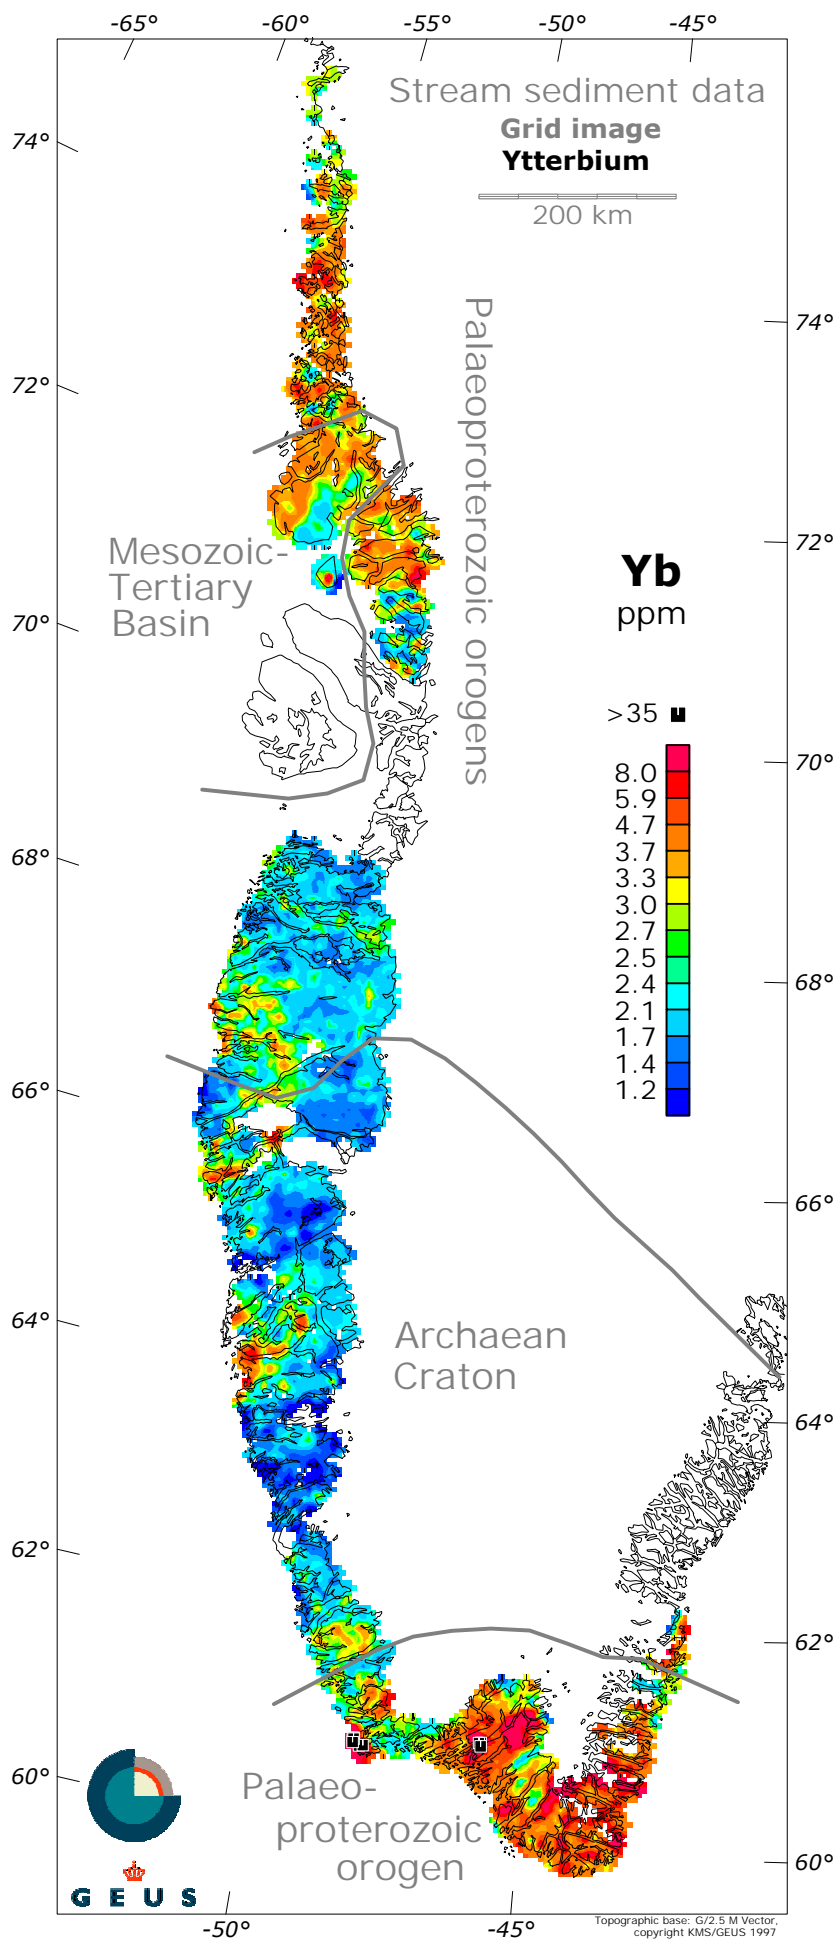 -65° -60° -55° -50° -45°
Stream sediment data
Grid image
Ytterbium
200 km
74°
74°
72°
72°
Palaeoproterozoic orogens
Mesozoic-
Tertiary
Basin
Yb
ppm
70°
70°
>35
8.0
5.9
4.7
3.7
3.3
3.0
2.7
2.5
2.4
2.1
1.7
1.4
1.2
68°
68°
66°
66°
64°
Archaean
Craton
64°
62°
62°
60°
Palaeo-
proterozoic
orogen
60°
GEUS
Topographic base: G/2.5 M Vector,
copyright KMS/GEUS 1997
-50° -45°